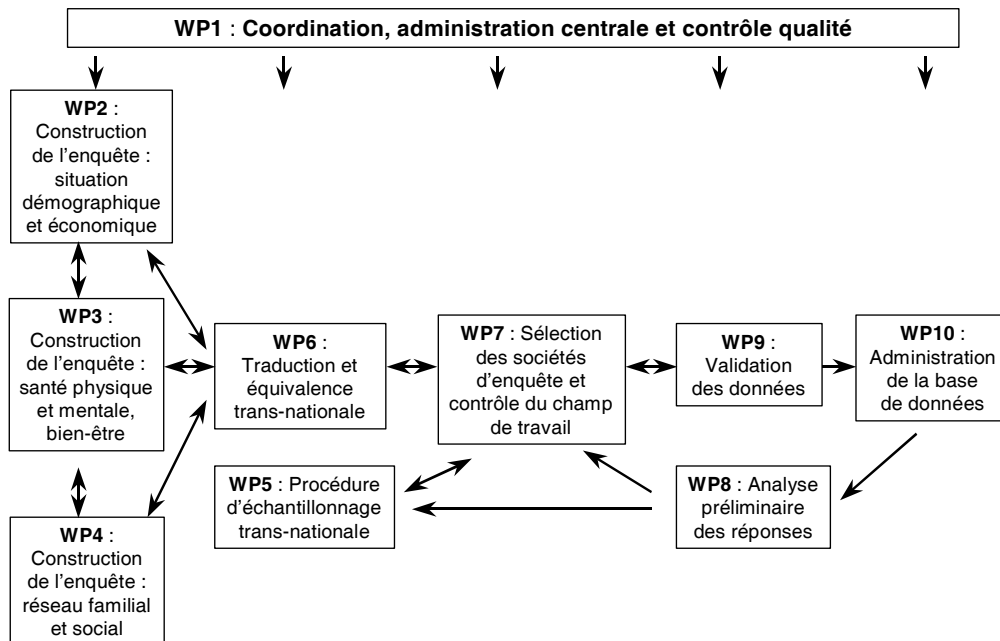 WP1 : Coordination, administration centrale et contrôle qualité
WP2 :
Construction
de l’enquête :
situation
démographique
et économique
WP3 :
Construction
de l’enquête :
santé physique
et mentale,
bien-être
WP4 :
Construction
de l’enquête :
réseau familial
et social
WP6 :
Traduction et
équivalence
trans-nationale
WP5 : Procédure
d’échantillonnage
trans-nationale
WP7 : Sélection
des sociétés
d’enquête et
contrôle du champ
de travail
WP9 :
Validation
des données
WP10 :
Administration
de la base
de données
WP8 : Analyse
préliminaire
des réponses